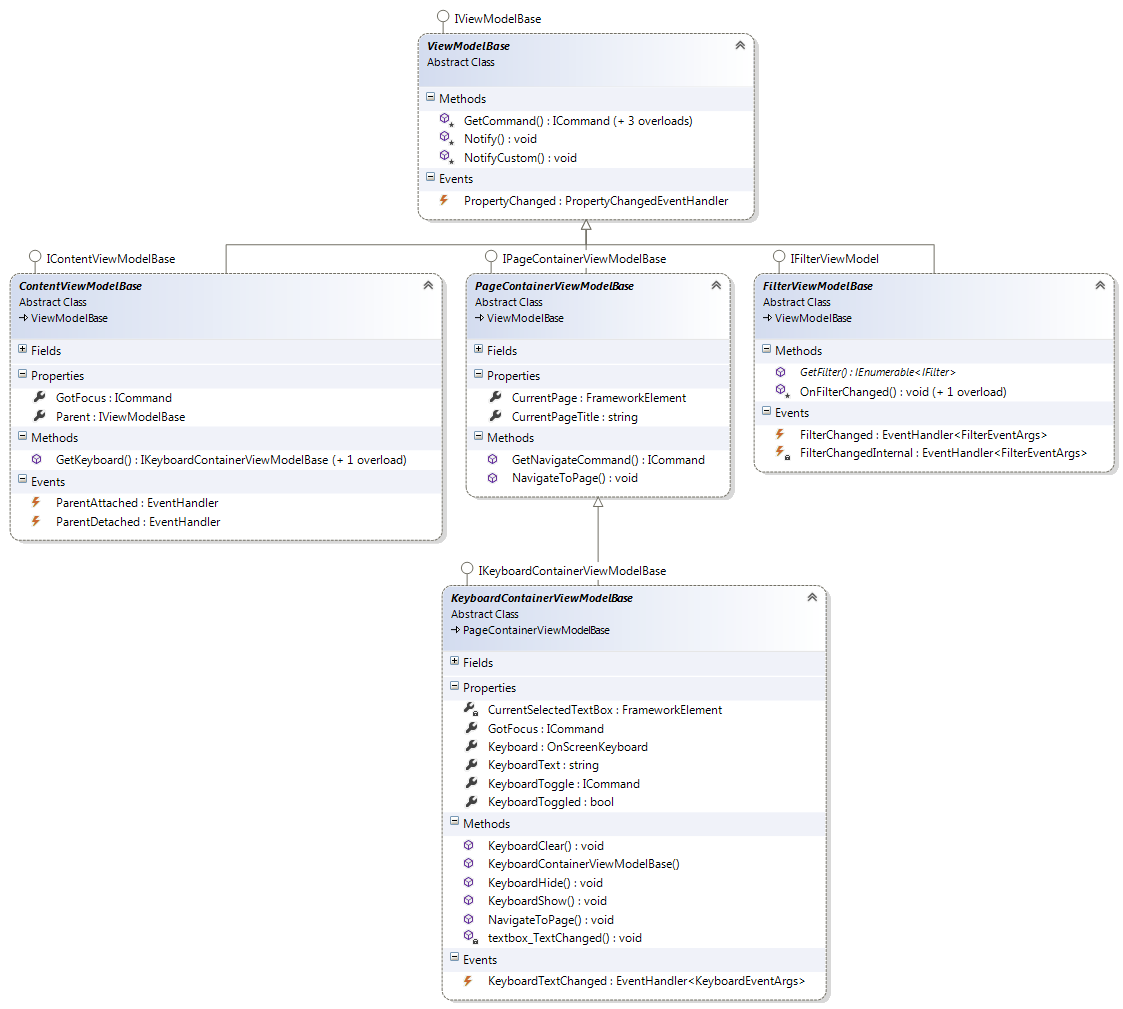 IViewModelBase
ViewModelBase
Abstract Class
Methods
GetCommand() : ICommand (+ 3 overloads)
Notify() : void
NotifyCustom() : void
Events
PropertyChanged : PropertyChangedEventHandler
IContentViewModelBase
ContentViewModelBase
Abstract Class
ViewModelBase
Fields
Properties
GotFocus : ICommand
Parent : IViewModelBase
Methods
GetKeyboard() : IKeyboardContainerViewModelBase (+ 1 overload)
Events
ParentAttached : EventHandler
ParentDetached : EventHandler
IPageContainerViewModelBase
PageContainerViewModelBase
Abstract Class
ViewModelBase
Fields
Properties
CurrentPage : FrameworkElement
CurrentPageTitle : string
Methods
GetNavigateCommand() : ICommand
NavigateToPage() : void
IFilterViewModel
FilterViewModelBase
Abstract Class
ViewModelBase
Methods
GetFilter() : IEnumerable<IFilter>
OnFilterChanged() : void (+ 1 overload)
Events
FilterChanged : EventHandler<FilterEventArgs>
FilterChangedInternal : EventHandler<FilterEventArgs>
IKeyboardContainerViewModelBase
KeyboardContainerViewModelBase
Abstract Class
PageContainerViewModelBase
Fields
Properties
CurrentSelectedTextBox : FrameworkElement
GotFocus : ICommand
Keyboard : OnScreenKeyboard
KeyboardText : string
KeyboardToggle : ICommand
KeyboardToggled : bool
Methods
KeyboardClear() : void
KeyboardContainerViewModelBase()
KeyboardHide() : void
KeyboardShow() : void
NavigateToPage() : void
textbox_TextChanged() : void
Events
KeyboardTextChanged : EventHandler<KeyboardEventArgs>